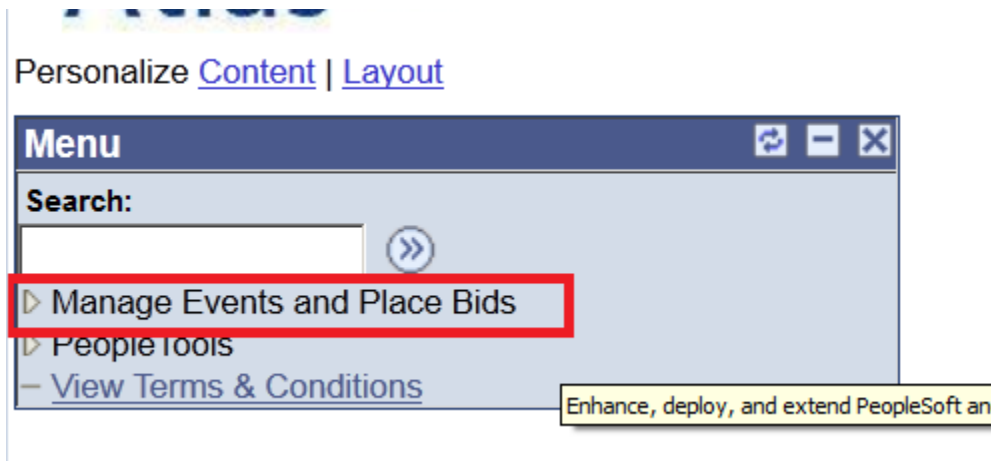 Personalize Content | Layout
Menu
Search:
Manage Events and Place Bids
PeopleTools
View Terms & Conditions
Enhance, deploy, and extend PeopleSoft an